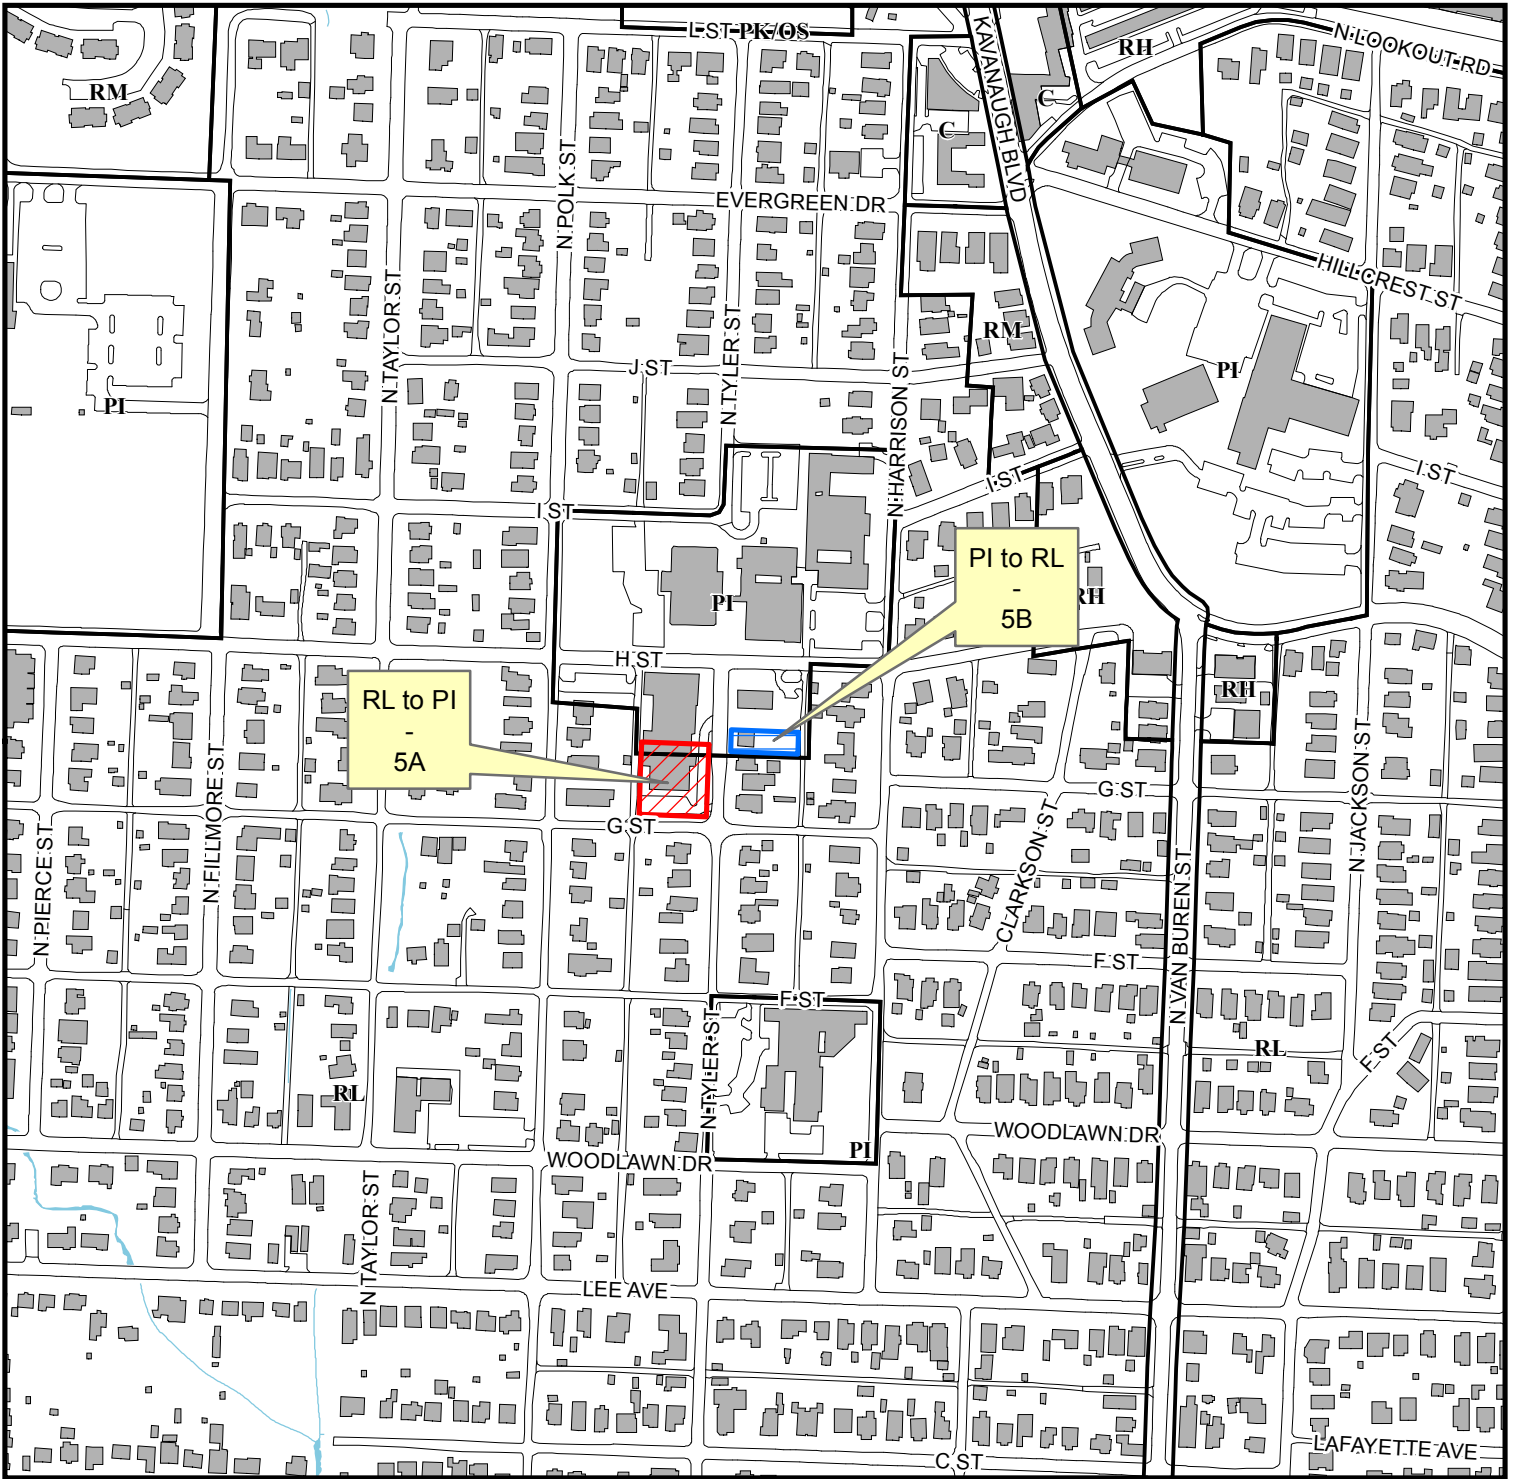 L ST PK/OS
KAVANAUGH BLVD
RH
N LOOKOUT RD
RM
C
C
N POLK ST
EVERGREEN DR
HILLCREST ST
N TAYLOR ST
N TYLER ST
RM
J ST
N HARRISON ST
PI
PI
I ST
I ST
I ST
PI to RL
-
5B
RH
PI
H ST
RL to PI
-
5A
RH
N FILLMORE ST
N JACKSON ST
G ST
G ST
N PIERCE ST
CLARKSON ST
N VAN BUREN ST
F ST
F ST
N TYLER ST
RL
F ST
RL
WOODLAWN DR
PI
WOODLAWN DR
N TAYLOR ST
LEE AVE
LAFAYETTE AVE
C ST